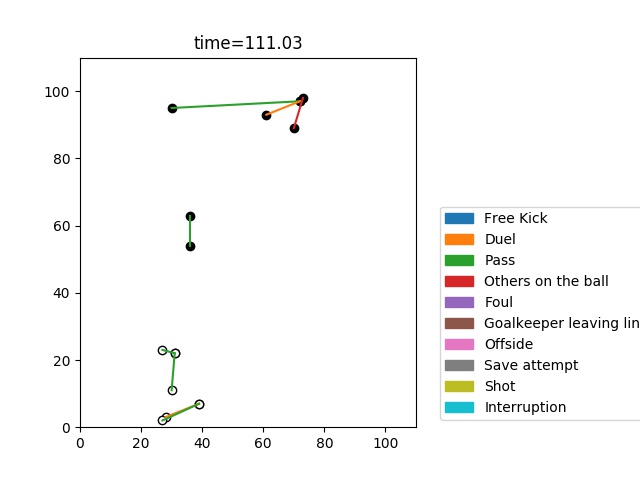 time=111.03
100
80
60
40
20
0
0 20 40 60 80 100
Free Kick
Duel
Pass
Others on the ball
Foul
Goalkeeper leaving lin
Offside
Save attempt
Shot
Interruption